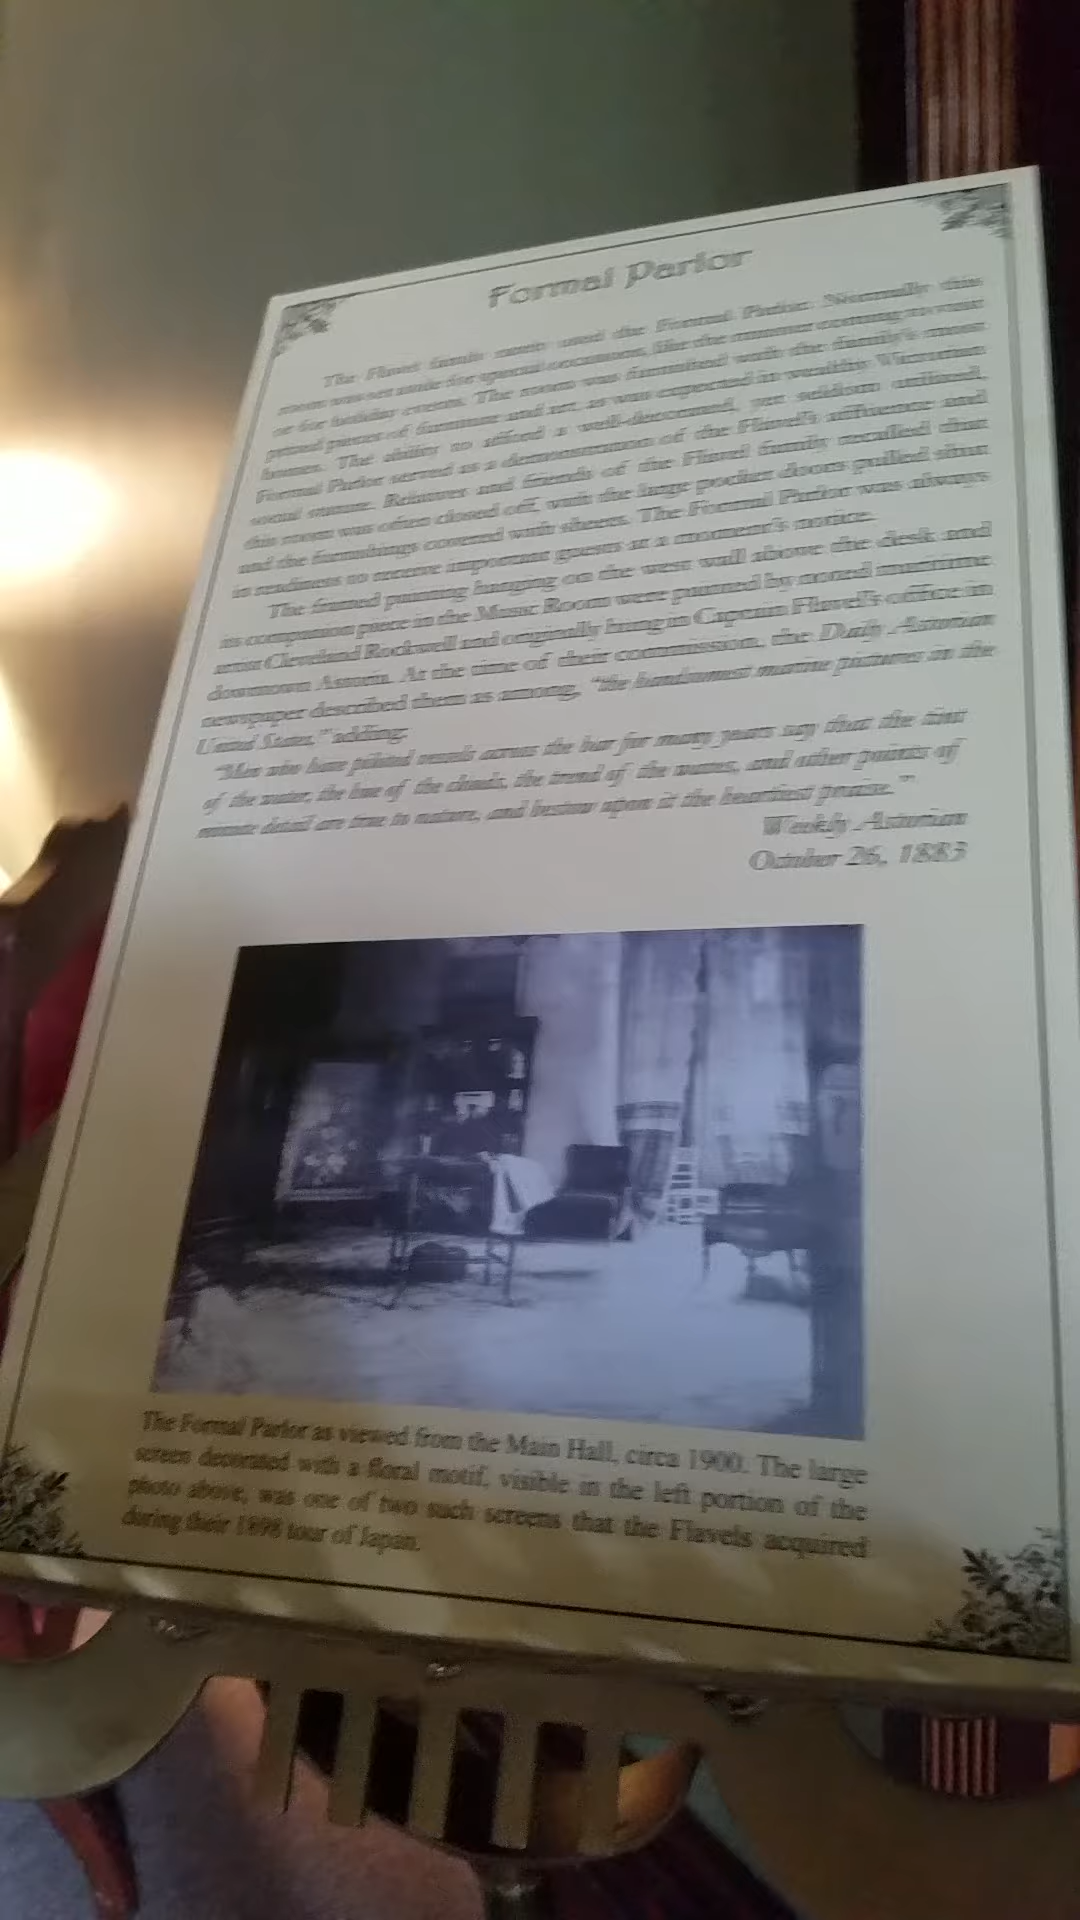 Formal Parlor
The Flavel family rarely used the Formal Parlor. Normally this
room was set aside for special occasions, like the minister coming to visit
or for holiday events. The room was furnished with the family's most
prized pieces of furniture and art, as was expected in wealthy Victorian
homes. The ability to afford a well-decorated, yet seldom utilized,
Formal Parlor served as a demonstration of the Flavel's affluence and
social stature. Relatives and friends of the Flavel family recalled that
this room was often closed off, with the large pocket doors pulled shut
and the furnishings covered with sheets. The Formal Parlor was always
in readiness to receive important guests at a moment's notice.
The framed painting hanging on the west wall above the desk and
its companion piece in the Music Room were painted by noted maritime
artist Cleveland Rockwell and originally hung in Captain Flavel's office in
downtown Astoria. At the time of their commission, the Daily Astorian
newspaper described them as among, "the handsomest marine pictures in the
United States," adding:
"Men who have piloted vessels across the bar for many years say that the tint
of the water, the hue of the clouds, the trend of the waves, and other points of
minute detail are true to nature, and bestow upon it the heartiest praise."
Weekly Astorian
October 26, 1883
The Formal Parlor as viewed from the Main Hall, circa 1900. The large
screen decorated with a floral motif, visible in the left portion of the
photo above, was one of two such screens that the Flavels acquired
during their 1898 tour of Japan.